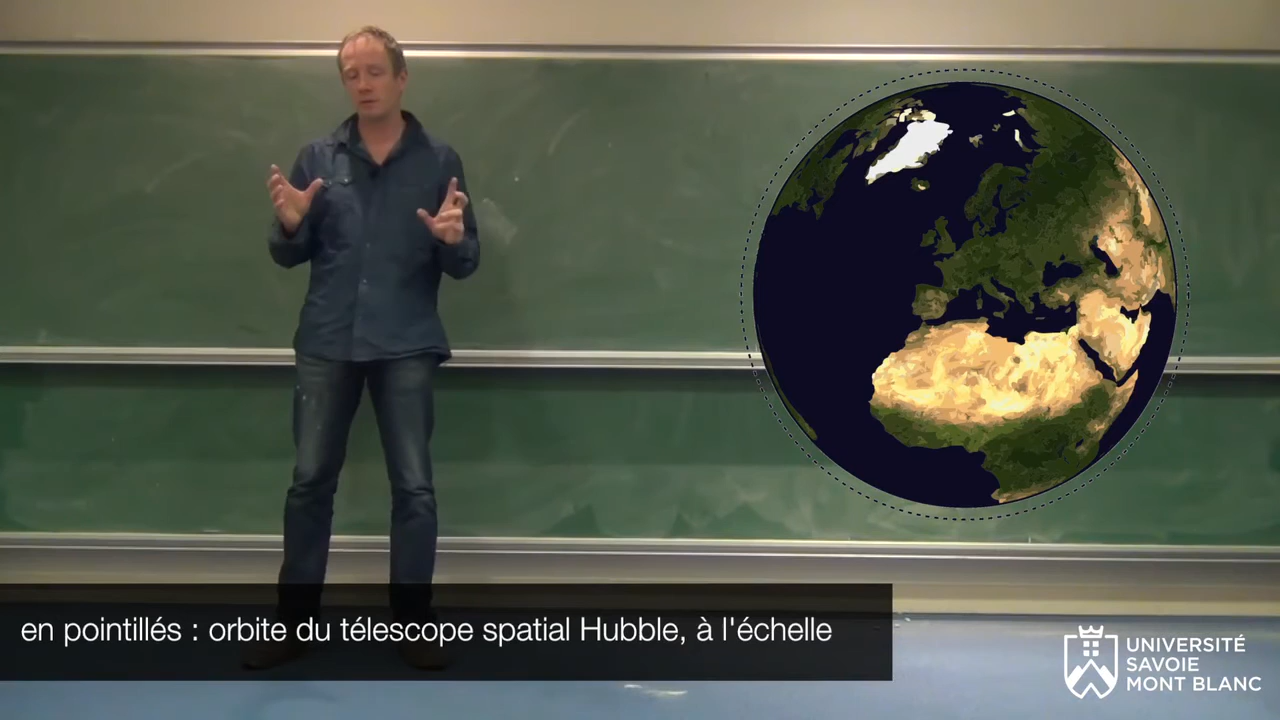 en pointillés : orbite du télescope spatial Hubble, à l'échelle
UNIVERSITÉ
SAVOIE
MONT BLANC